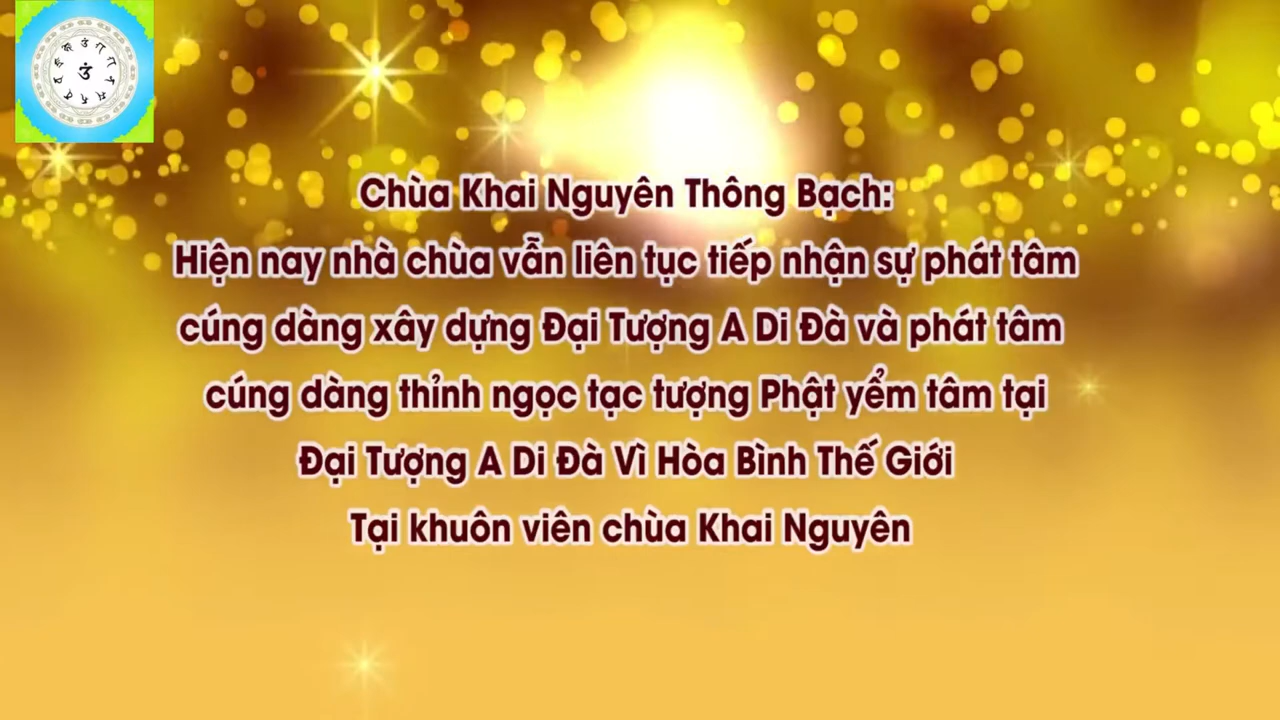 Chùa Khai Nguyên Thông Bạch:
Hiện nay nhà chùa vẫn liên tục tiếp nhận sự phát tâm
cúng dàng xây dựng Đại Tượng A Di Đà và phát tâm
cúng dàng thỉnh ngọc tạc tượng Phật yểm tâm tại
Đại Tượng A Di Đà Vì Hòa Bình Thế Giới
Tại khuôn viên chùa Khai Nguyên